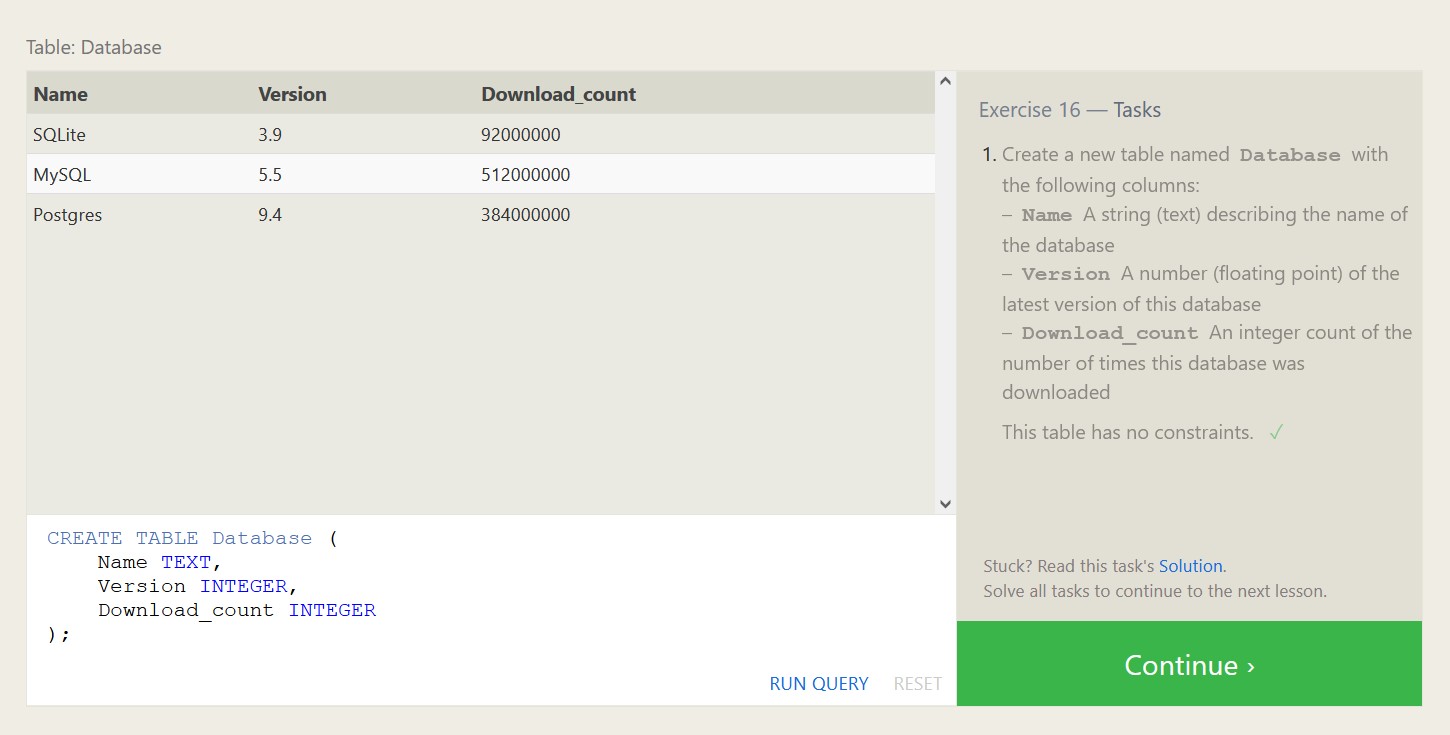 Table: Database
Name Version Download_count
SQLite 3.9 92000000
MySQL 5.5 512000000
Postgres 9.4 384000000
CREATE TABLE Database (
    Name TEXT,
    Version INTEGER,
    Download_count INTEGER
);
RUN QUERY RESET
Exercise 16 — Tasks
1. Create a new table named Database with
the following columns:
– Name A string (text) describing the name of
the database
– Version A number (floating point) of the
latest version of this database
– Download_count An integer count of the
number of times this database was
downloaded
This table has no constraints. ✓
Stuck? Read this task's Solution.
Solve all tasks to continue to the next lesson.
Continue ›